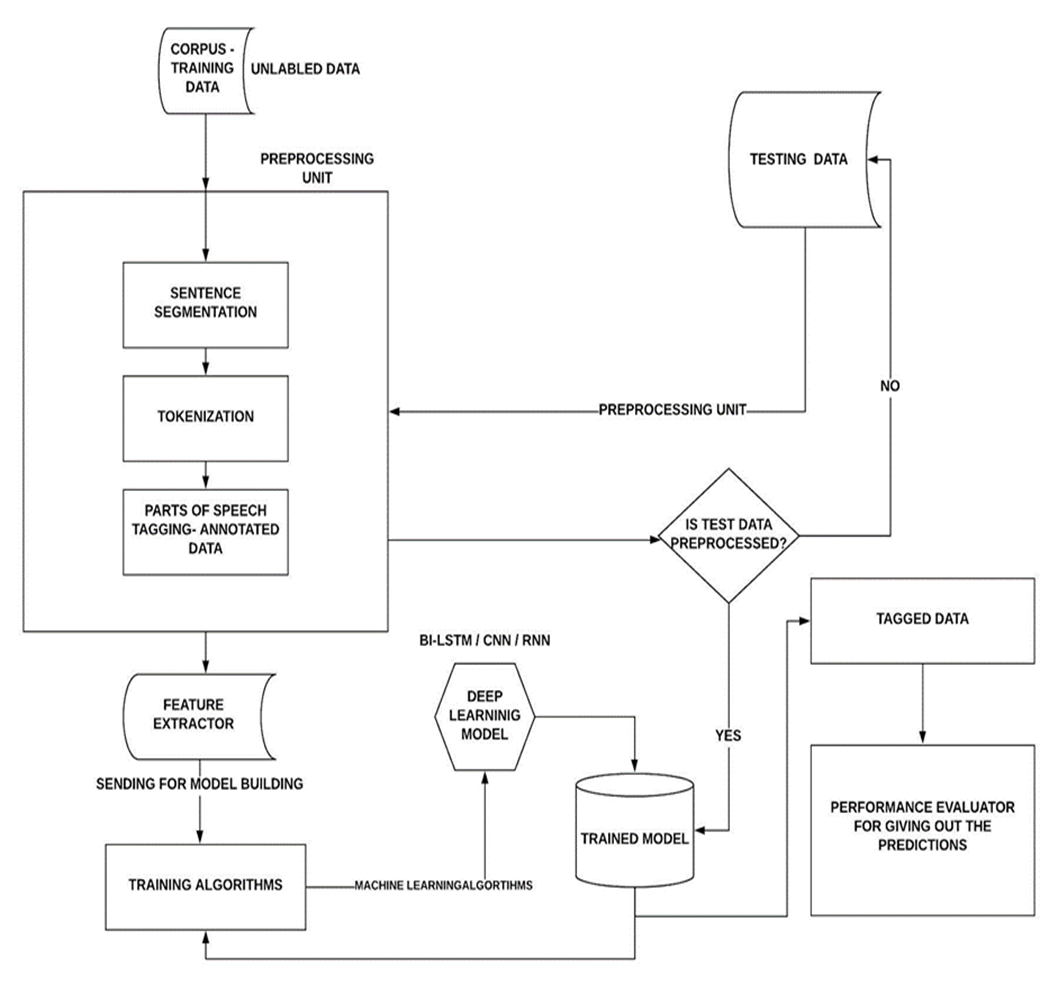 CORPUS -
TRAINING
DATA
UNLABLED DATA
PREPROCESSING
UNIT
TESTING DATA
SENTENCE
SEGMENTATION
TOKENIZATION
NO
PREPROCESSING UNIT
PARTS OF SPEECH
TAGGING- ANNOTATED
DATA
IS TEST DATA
PREPROCESSED?
TAGGED DATA
BI-LSTM / CNN / RNN
FEATURE
EXTRACTOR
DEEP
LEARNINIG
MODEL
YES
SENDING FOR MODEL BUILDING
TRAINED MODEL
PERFORMANCE EVALUATOR
FOR GIVING OUT THE
PREDICTIONS
TRAINING ALGORITHMS
MACHINE LEARNINGALGORTIHMS